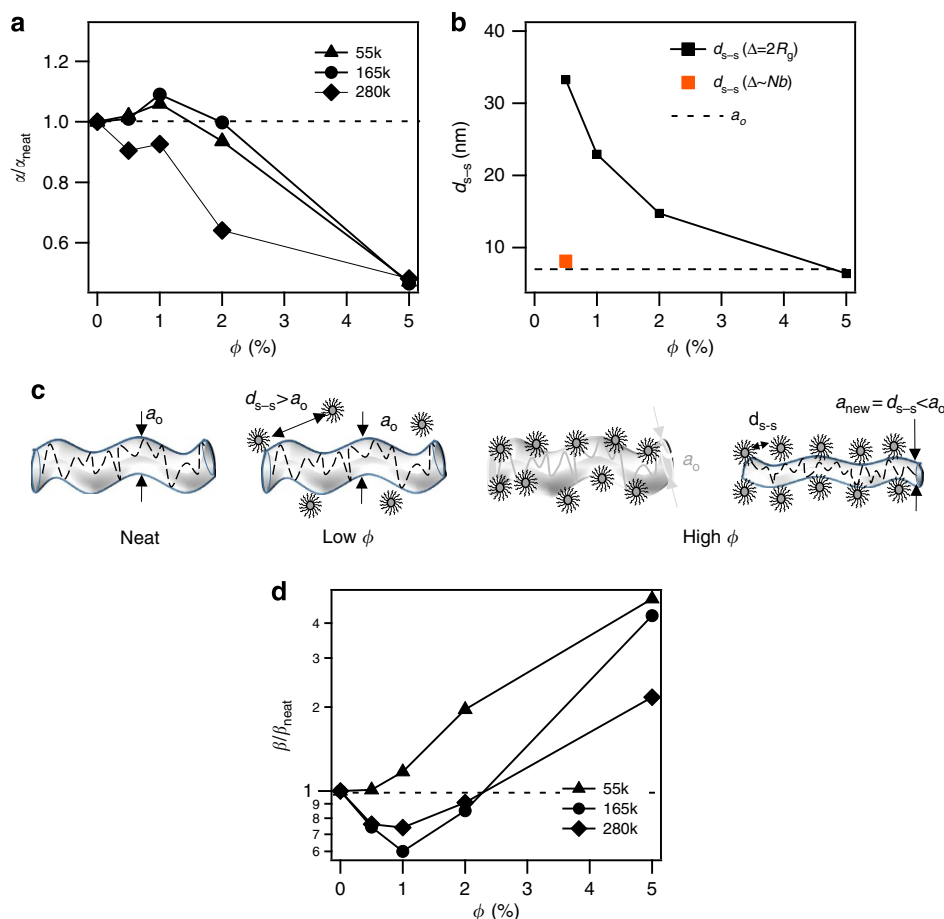 a
1.2
1.0
0.8
0.6
α/α_neat
55k
165k
280k
0 1 2 3 4 5
ϕ (%)
b
40
30
20
10
d_s–s (nm)
d_s–s (Δ=2R_g)
d_s–s (Δ~Nb)
a_o
0 1 2 3 4 5
ϕ (%)
c
a_o
Neat
d_s–s>a_o
a_o
Low ϕ
a_o
d_s-s
a_new = d_s–s<a_o
High ϕ
d
4
3
2
1
9
8
7
6
β/β_neat
55k
165k
280k
0 1 2 3 4 5
ϕ (%)